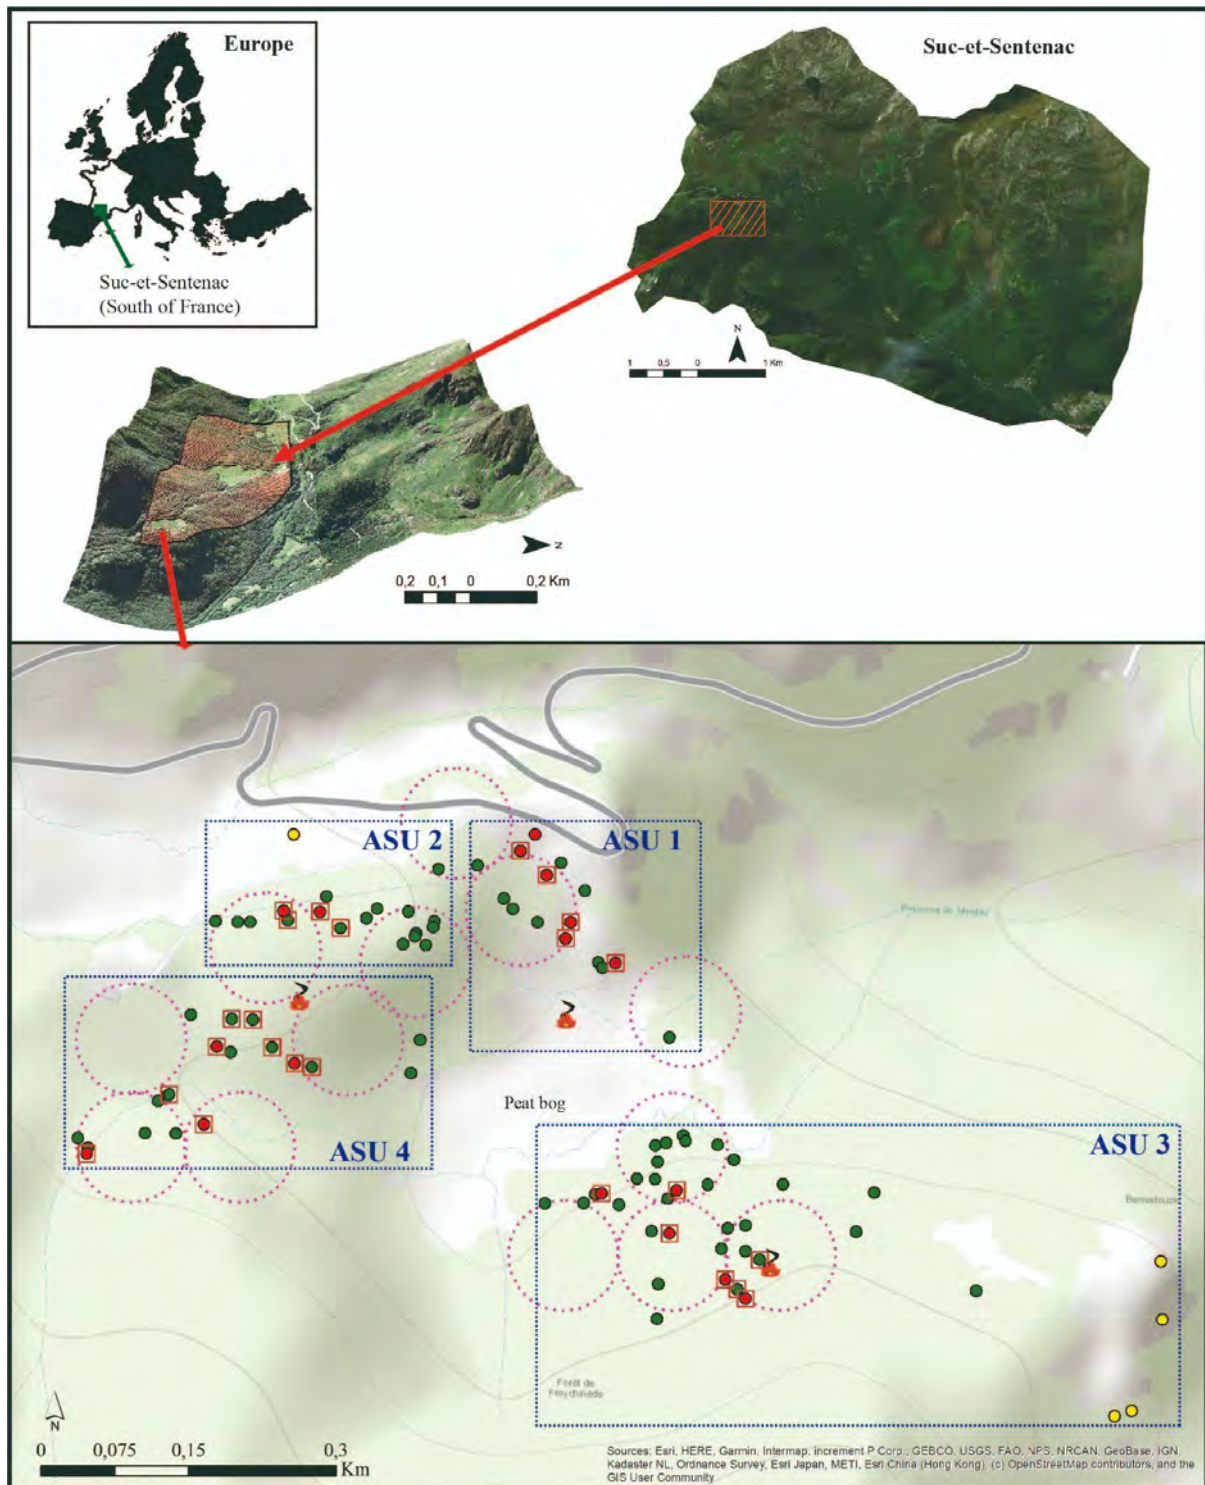 Europe
Suc-et-Sentenac
(South of France)
Suc-et-Sentenac
N
1 0,5 0 1 Km
N
0,2 0,1 0 0,2 Km
ASU 2
ASU 1
Peat bog
ASU 4
ASU 3
Forêt de
N
0 0,075 0,15 0,3
Km
Sources: Esri, HERE, Garmin, Intermap, increment P Corp., GEBCO, USGS, FAO, NPS, NRCAN, GeoBase, IGN,
Kadaster NL, Ordnance Survey, Esri Japan, METI, Esri China (Hong Kong), (c) OpenStreetMap contributors, and the
GIS User Community